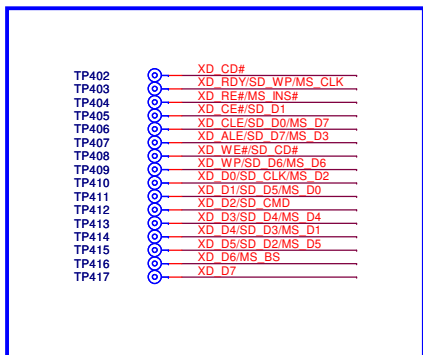 TP402 XD_CD#
TP403 XD_RDY/SD_WP/MS_CLK
TP404 XD_RE#/MS_INS#
TP405 XD_CE#/SD_D1
TP406 XD_CLE/SD_D0/MS_D7
TP407 XD_ALE/SD_D7/MS_D3
TP408 XD_WE#/SD_CD#
TP409 XD_WP/SD_D6/MS_D6
TP410 XD_D0/SD_CLK/MS_D2
TP411 XD_D1/SD_D5/MS_D0
TP412 XD_D2/SD_CMD
TP413 XD_D3/SD_D4/MS_D4
TP414 XD_D4/SD_D3/MS_D1
TP415 XD_D5/SD_D2/MS_D5
TP416 XD_D6/MS_BS
TP417 XD_D7